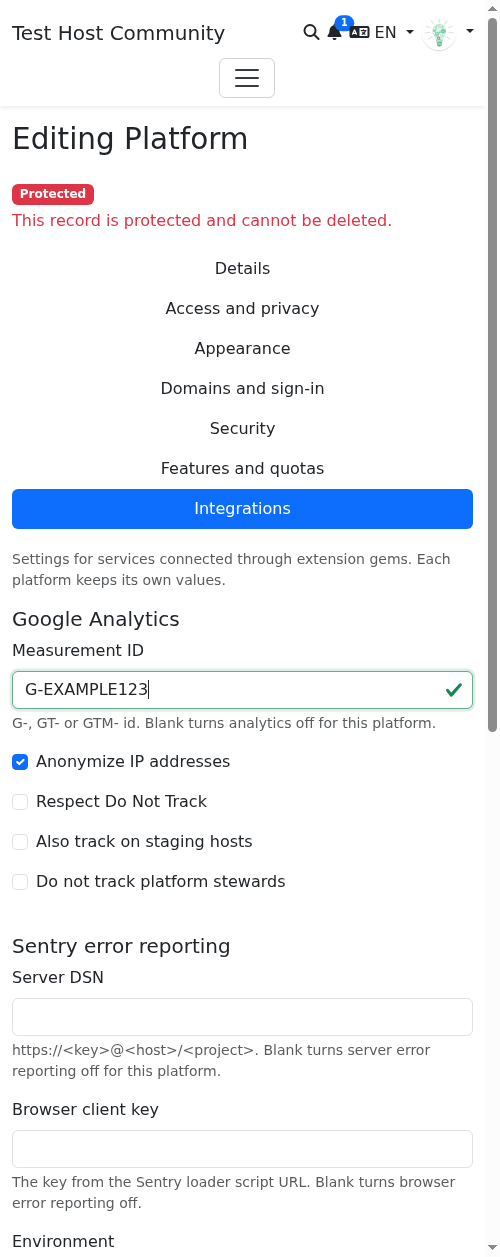 Test Host Community
1
EN
Editing Platform
Protected
This record is protected and cannot be deleted.
Details
Access and privacy
Appearance
Domains and sign-in
Security
Features and quotas
Integrations
Settings for services connected through extension gems. Each
platform keeps its own values.
Google Analytics
Measurement ID
G-EXAMPLE123
G-, GT- or GTM- id. Blank turns analytics off for this platform.
Anonymize IP addresses
Respect Do Not Track
Also track on staging hosts
Do not track platform stewards
Sentry error reporting
Server DSN
https://<key>@<host>/<project>. Blank turns server error
reporting off for this platform.
Browser client key
The key from the Sentry loader script URL. Blank turns browser
error reporting off.
Environment